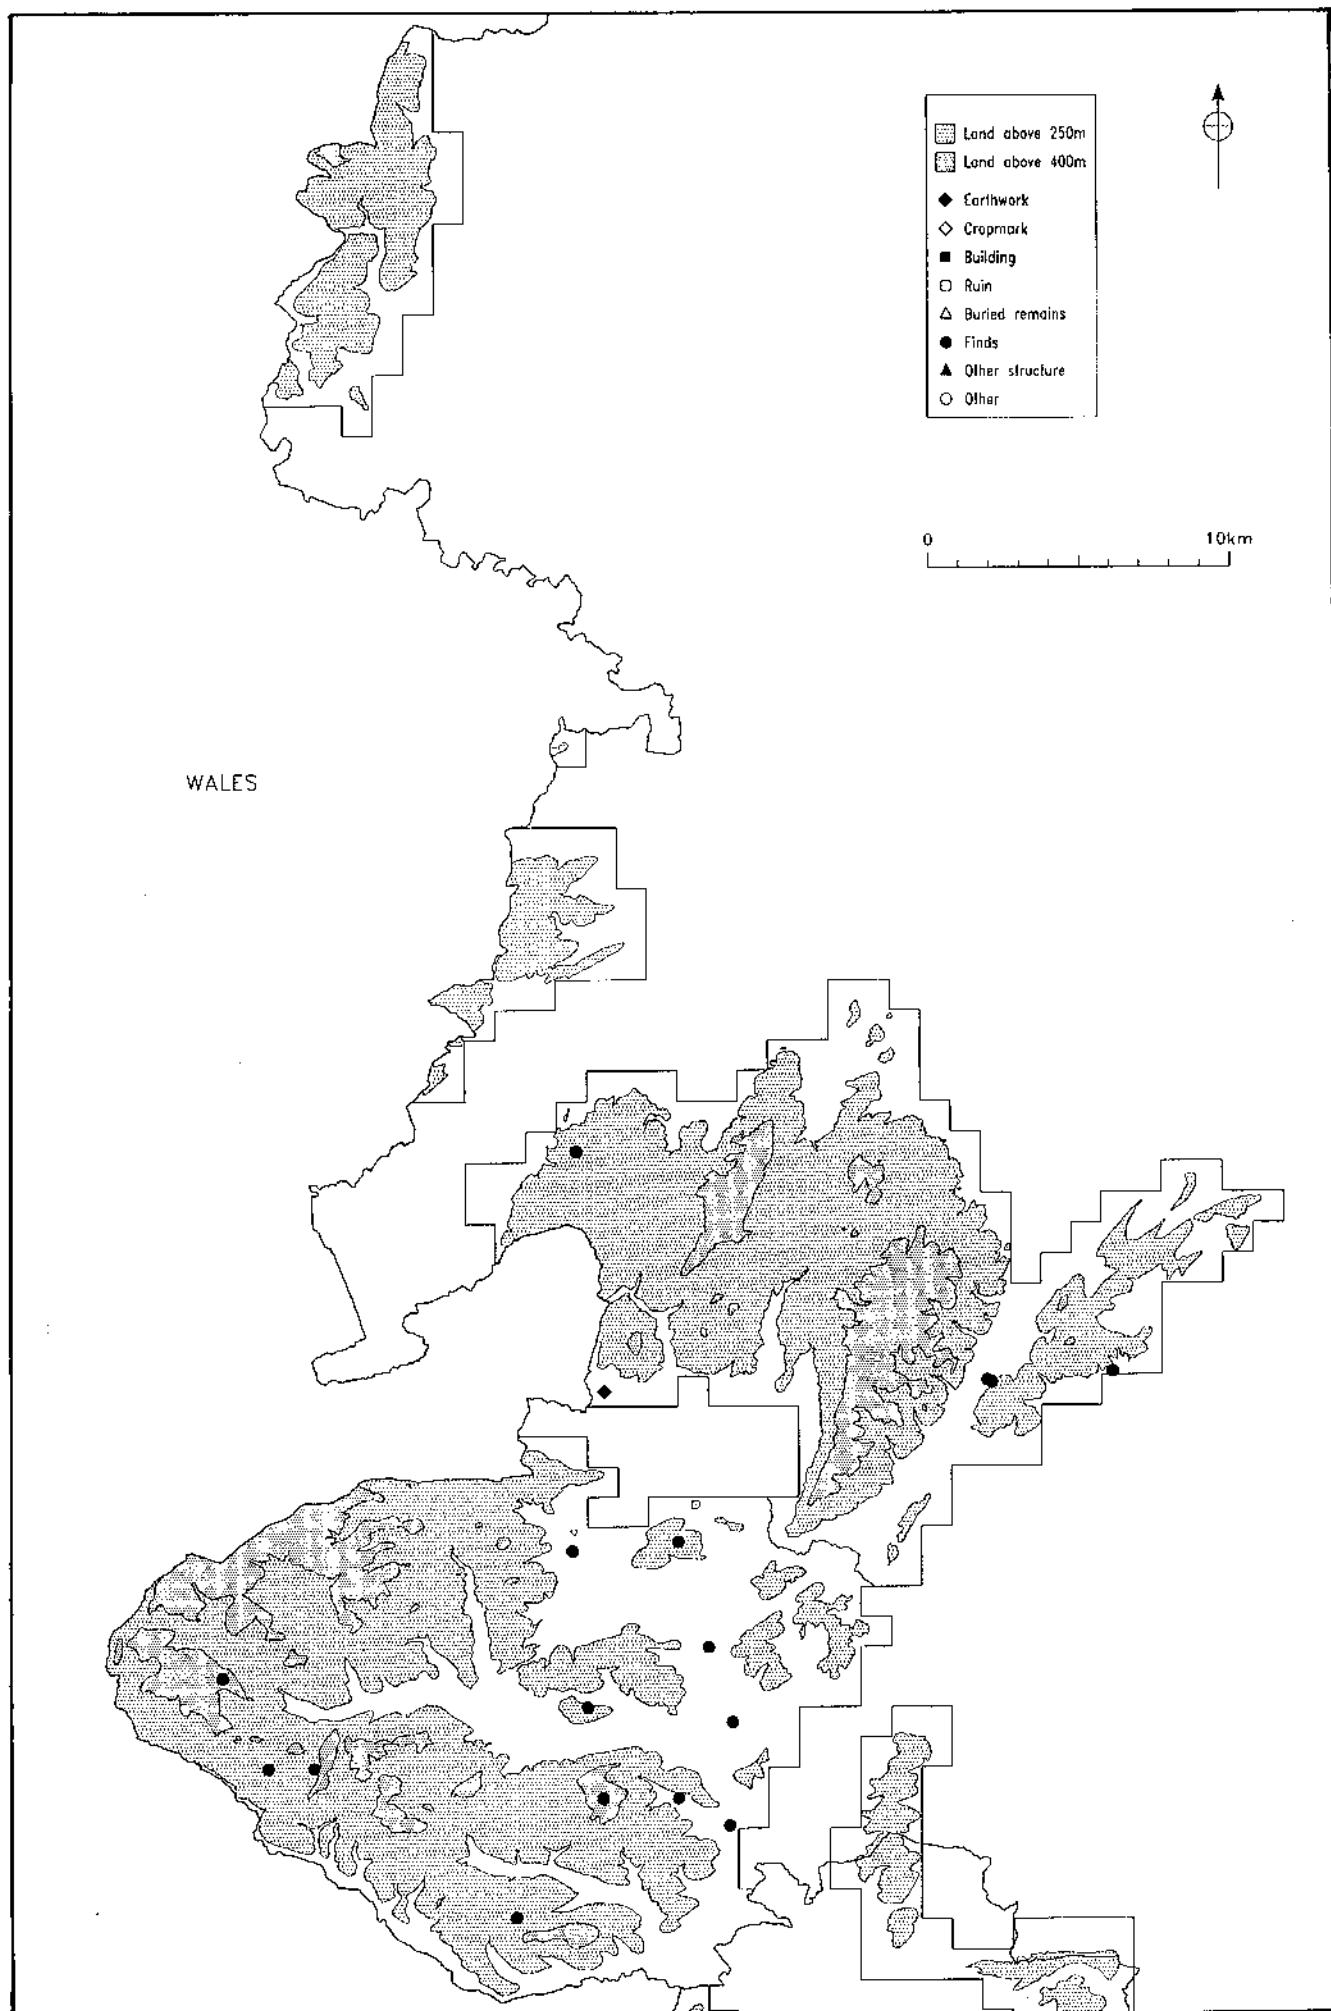 Land above 250m
Land above 400m
Earthwork
Cropmark
Building
Ruin
Buried remains
Finds
Other structure
Other
0 10km
WALES